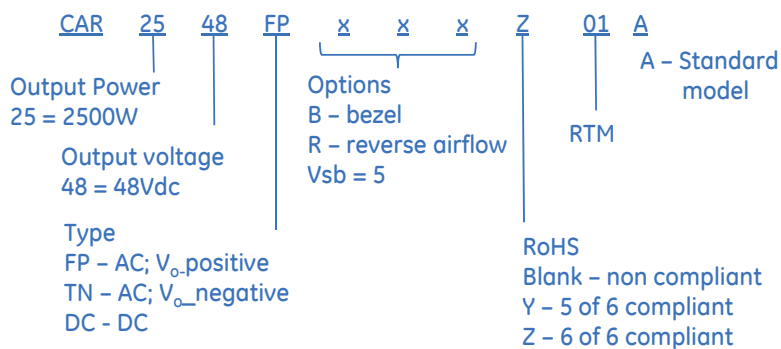 CAR 25 48 FP x x x Z 01 A
Output Power
25 = 2500W
Output voltage
48 = 48Vdc
Type
FP – AC; Vo-positive
TN – AC; Vo_negative
DC - DC
Options
B – bezel
R – reverse airflow
Vsb = 5
RTM
A – Standard
model
RoHS
Blank – non compliant
Y – 5 of 6 compliant
Z – 6 of 6 compliant